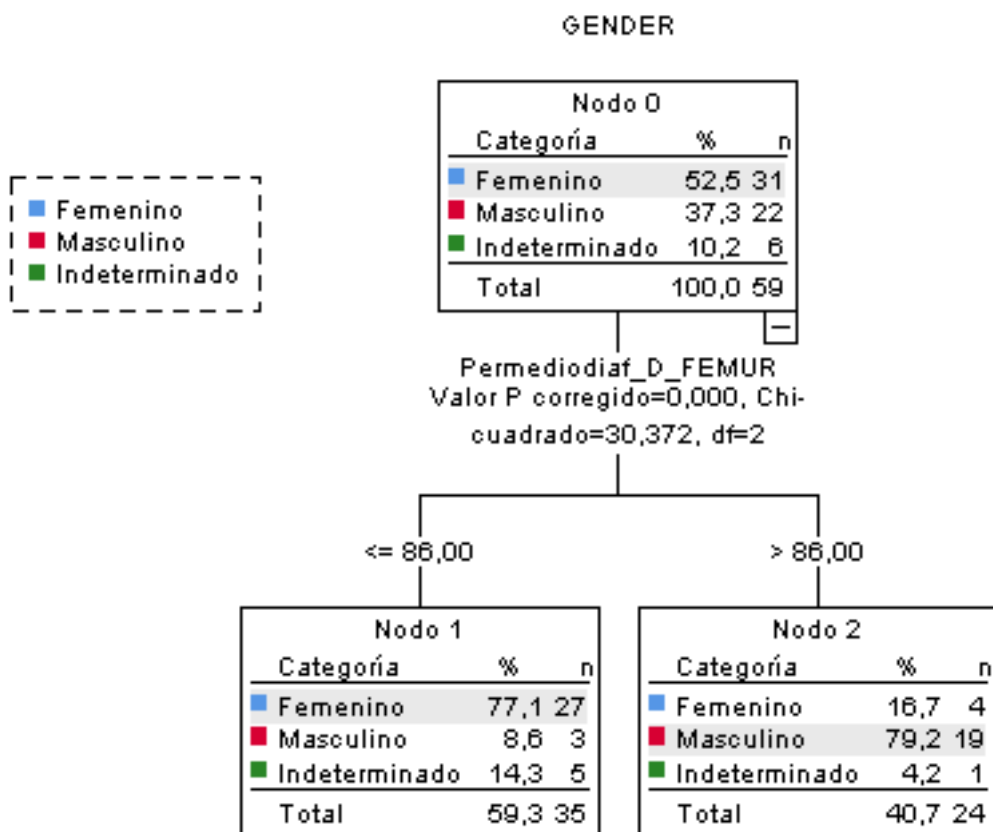 GENDER
Nodo 0
Categoría % n
Femenino 52,5 31
Masculino 37,3 22
Indeterminado 10,2 6
Total 100,0 59
Femenino
Masculino
Indeterminado
Permediodiaf_D_FEMUR
Valor P corregido=0,000, Chi-
cuadrado=30,372, df=2
<= 86,00
> 86,00
Nodo 1
Categoría % n
Femenino 77,1 27
Masculino 8,6 3
Indeterminado 14,3 5
Total 59,3 35
Nodo 2
Categoría % n
Femenino 16,7 4
Masculino 79,2 19
Indeterminado 4,2 1
Total 40,7 24